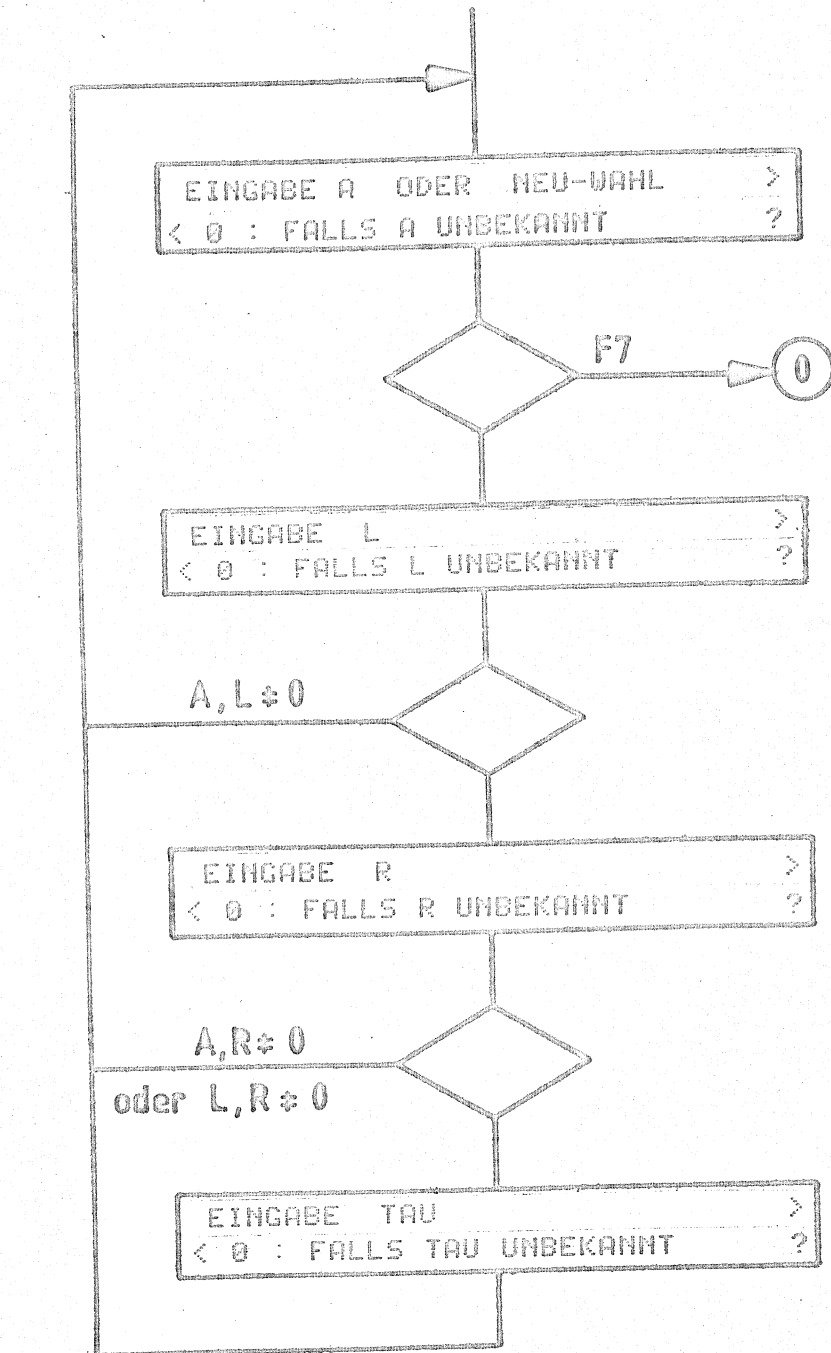 EINGABE A ODER NEU-WAHL >
< 0 : FALLS A UNBEKANNT ?
F7
0
EINGABE L >
< 0 : FALLS L UNBEKANNT ?
A, L ≠ 0
EINGABE R >
< 0 : FALLS R UNBEKANNT ?
A, R ≠ 0
oder L, R ≠ 0
EINGABE TAU >
< 0 : FALLS TAU UNBEKANNT ?